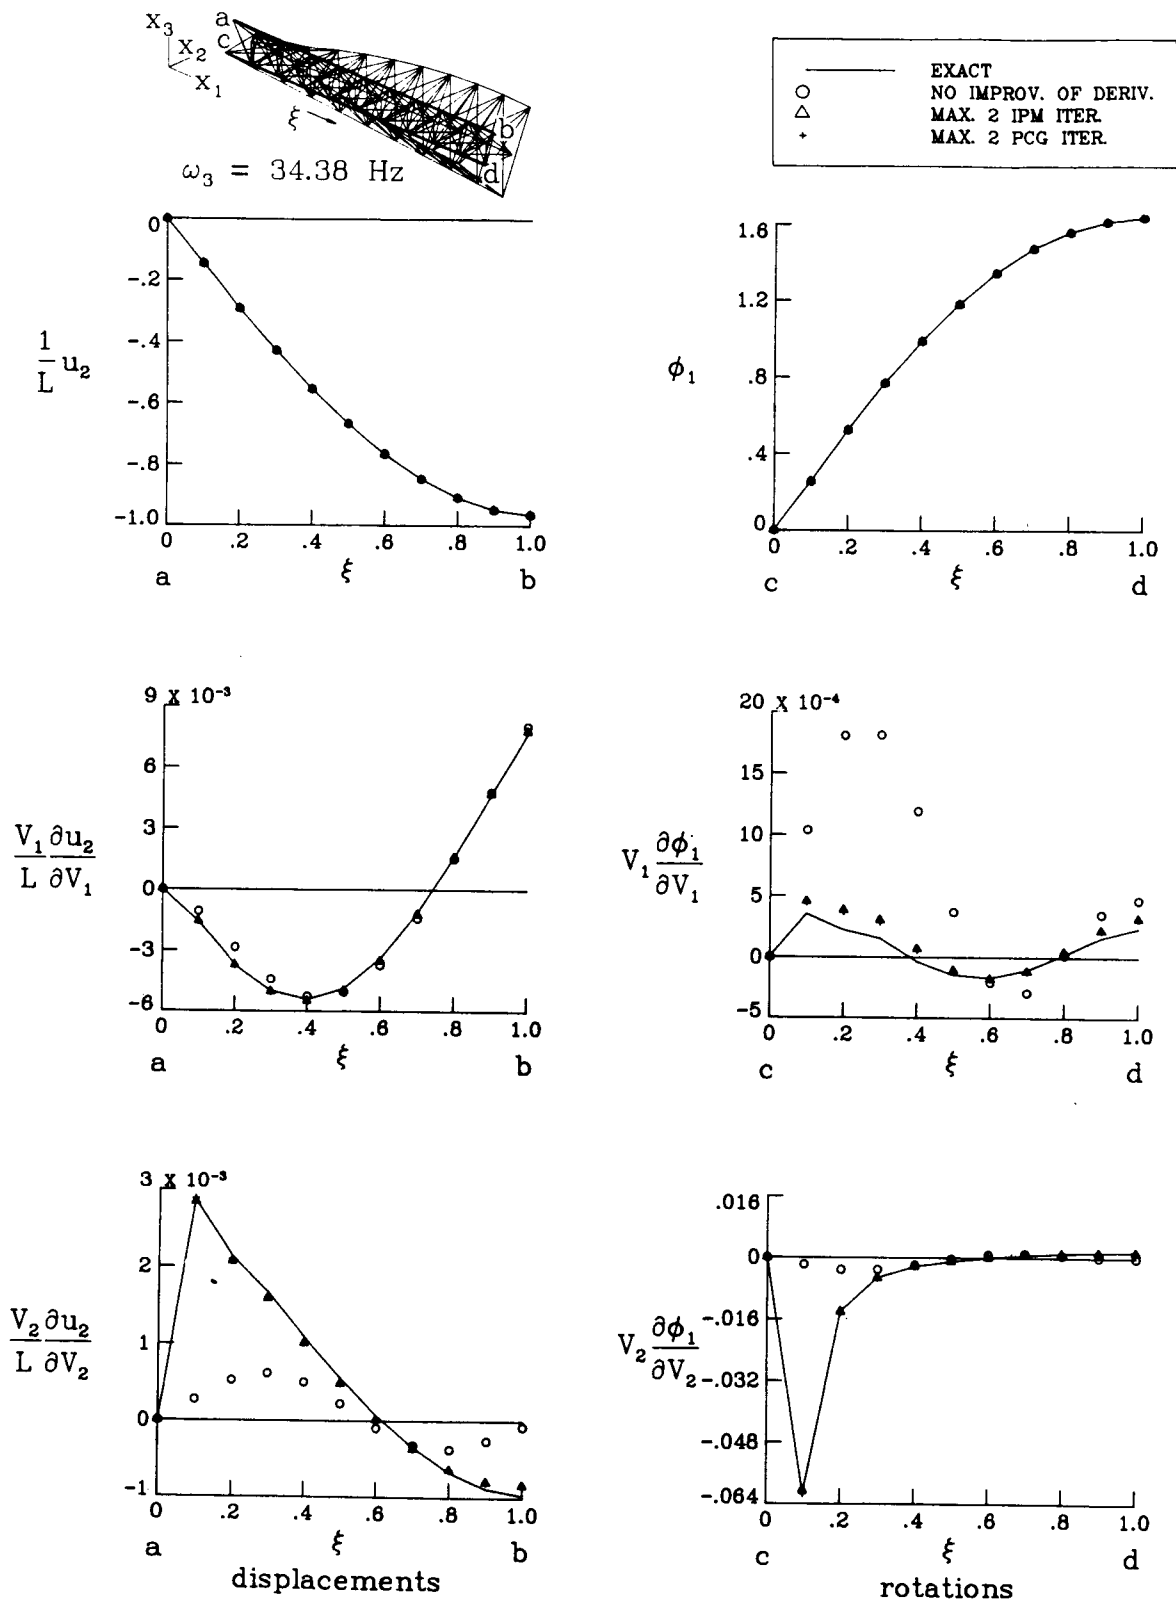 X₃
X₂
X₁
a
c
ξ
b
d
ω₃ = 34.38 Hz
EXACT
NO IMPROV. OF DERIV.
MAX. 2 IPM ITER.
MAX. 2 PCG ITER.
0
-.2
-.4
-.6
-.8
-1.0
1/L u₂
0 .2 .4 .6 .8 1.0
a ξ b
1.6
1.2
.8
.4
0
ϕ₁
0 .2 .4 .6 .8 1.0
c ξ d
9 X 10⁻³
6
3
0
-3
-6
V₁/L ∂u₂/∂V₁
0 .2 .4 .6 .8 1.0
a ξ b
20 X 10⁻⁴
15
10
5
0
-5
V₁ ∂ϕ₁/∂V₁
0 .2 .4 .6 .8 1.0
c ξ d
3 X 10⁻³
2
1
0
-1
V₂/L ∂u₂/∂V₂
0 .2 .4 .6 .8 1.0
a ξ b
displacements
.016
0
-.016
-.032
-.048
-.064
V₂ ∂ϕ₁/∂V₂
0 .2 .4 .6 .8 1.0
c ξ d
rotations